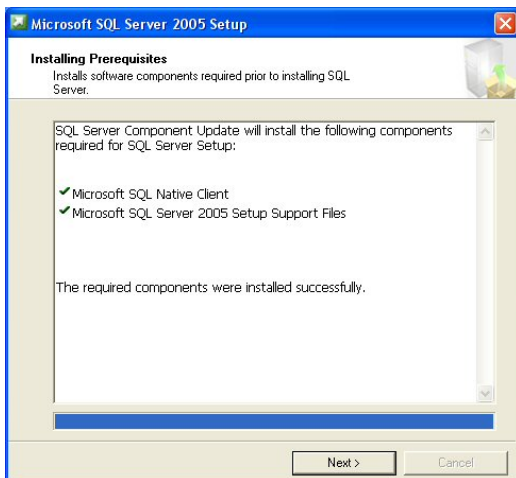 Microsoft SQL Server 2005 Setup
Installing Prerequisites
Installs software components required prior to installing SQL
Server.
SQL Server Component Update will install the following components
required for SQL Server Setup:
Microsoft SQL Native Client
Microsoft SQL Server 2005 Setup Support Files
The required components were installed successfully.
Next >
Cancel